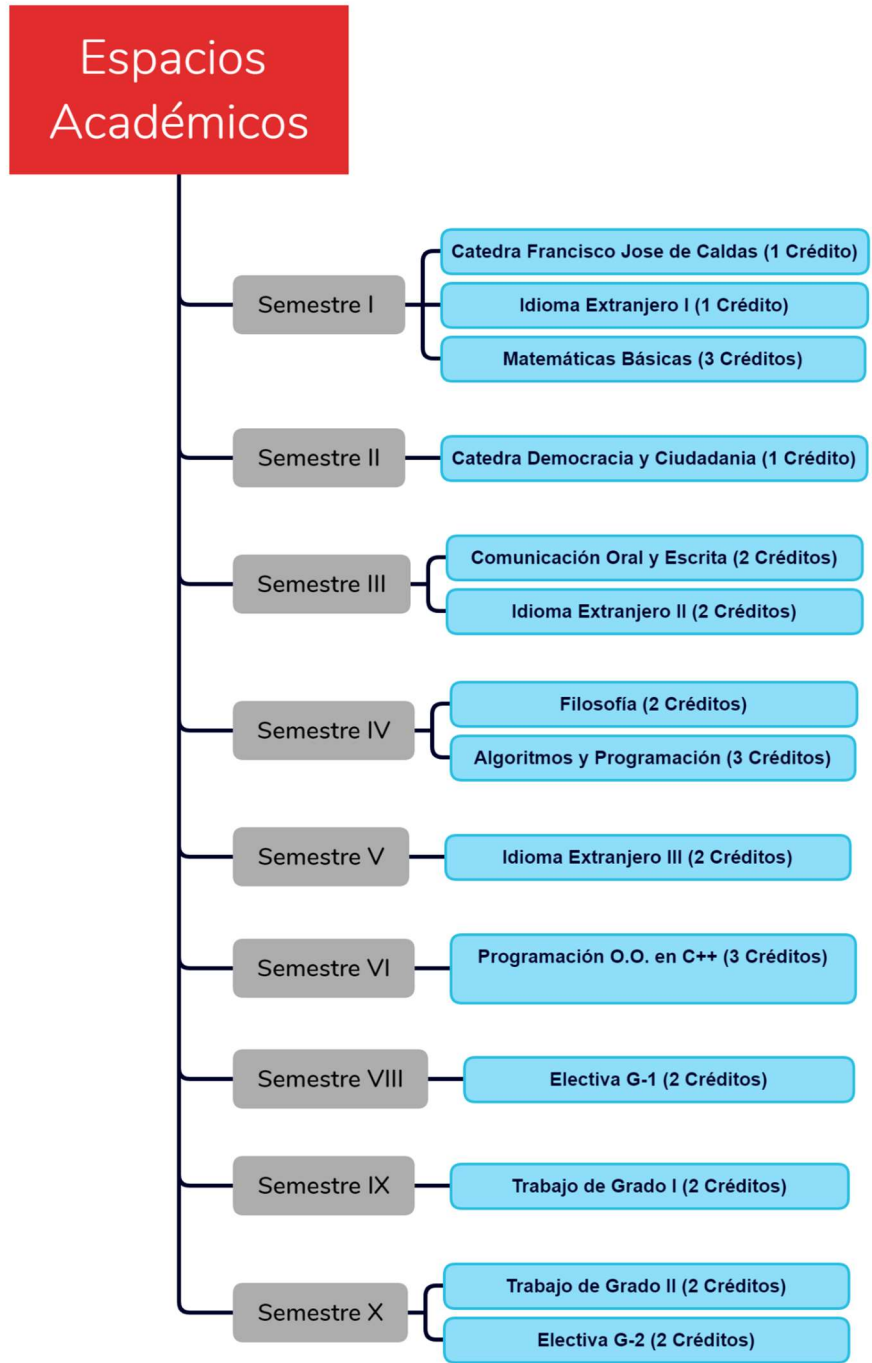 Espacios
Académicos
Semestre I
Catedra Francisco Jose de Caldas (1 Crédito)
Idioma Extranjero I (1 Crédito)
Matemáticas Básicas (3 Créditos)
Semestre II
Catedra Democracia y Ciudadania (1 Crédito)
Semestre III
Comunicación Oral y Escrita (2 Créditos)
Idioma Extranjero II (2 Créditos)
Semestre IV
Filosofía (2 Créditos)
Algoritmos y Programación (3 Créditos)
Semestre V
Idioma Extranjero III (2 Créditos)
Semestre VI
Programación O.O. en C++ (3 Créditos)
Semestre VIII
Electiva G-1 (2 Créditos)
Semestre IX
Trabajo de Grado I (2 Créditos)
Semestre X
Trabajo de Grado II (2 Créditos)
Electiva G-2 (2 Créditos)